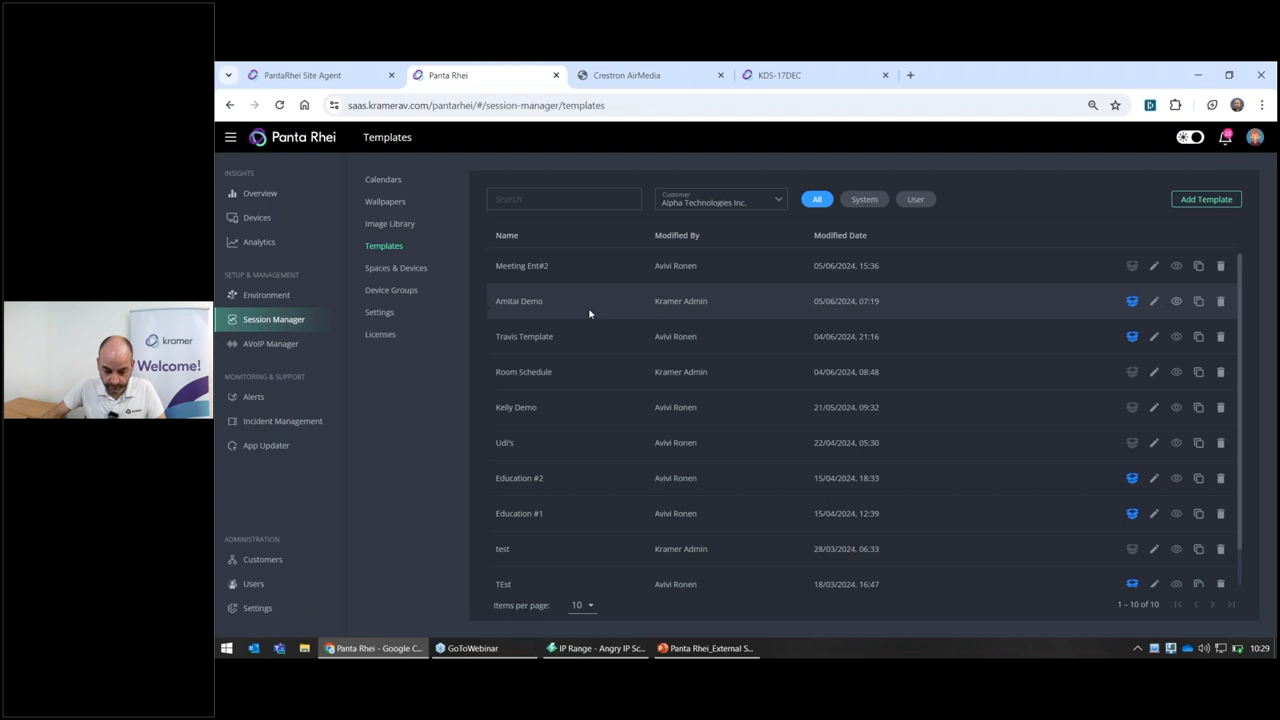 PantaRhei Site Agent
Panta Rhei
Crestron AirMedia
KDS-17DEC
saas.kramerav.com/pantarhei/#/session-manager/templates
Panta Rhei
Templates
22
INSIGHTS
Overview
Devices
Analytics
SETUP & MANAGEMENT
Environment
Session Manager
AVoIP Manager
MONITORING & SUPPORT
Alerts
Incident Management
App Updater
ADMINISTRATION
Customers
Users
Settings
Calendars
Wallpapers
Image Library
Templates
Spaces & Devices
Device Groups
Settings
Licenses
Search
Customer
Alpha Technologies Inc.
All
System
User
Add Template
Name Modified By Modified Date
Meeting Ent#2 Avivi Ronen 05/06/2024, 15:36
Amitai Demo Kramer Admin 05/06/2024, 07:19
Travis Template Avivi Ronen 04/06/2024, 21:16
Room Schedule Kramer Admin 04/06/2024, 08:48
Kelly Demo Avivi Ronen 21/05/2024, 09:32
Udi's Avivi Ronen 22/04/2024, 05:30
Education #2 Avivi Ronen 15/04/2024, 18:33
Education #1 Avivi Ronen 15/04/2024, 12:39
test Kramer Admin 28/03/2024, 06:33
TEst Avivi Ronen 18/03/2024, 16:47
Items per page: 10
1 – 10 of 10
kramer
Welcome!
Panta Rhei - Google C...
GoToWebinar
IP Range - Angry IP Sc...
Panta Rhei_External S...
10:29